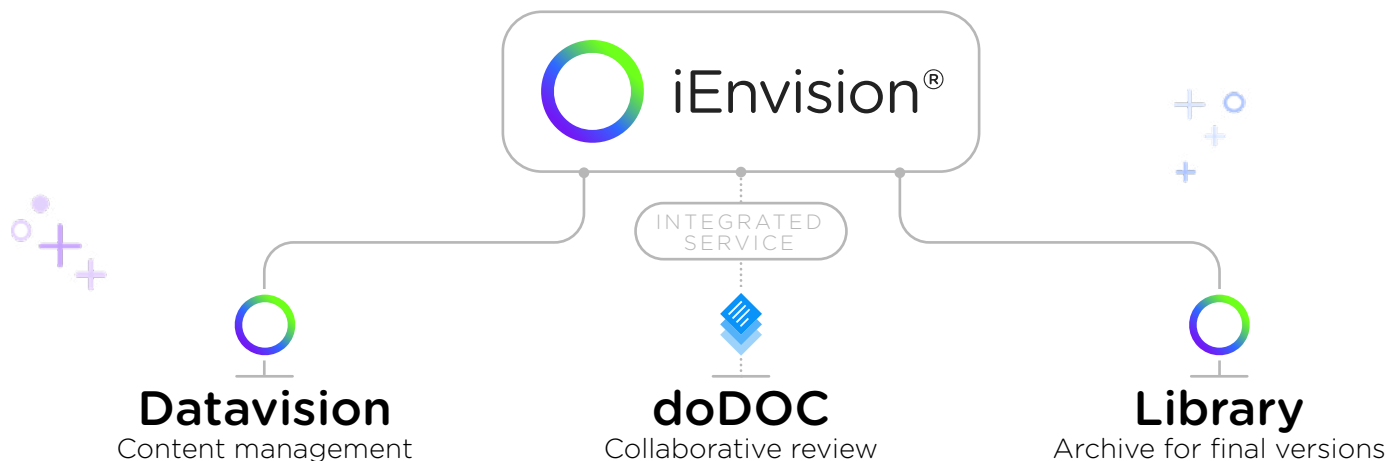 iEnvision®
INTEGRATED
SERVICE
Datavision
doDOC
Library
Content management
Collaborative review
Archive for final versions